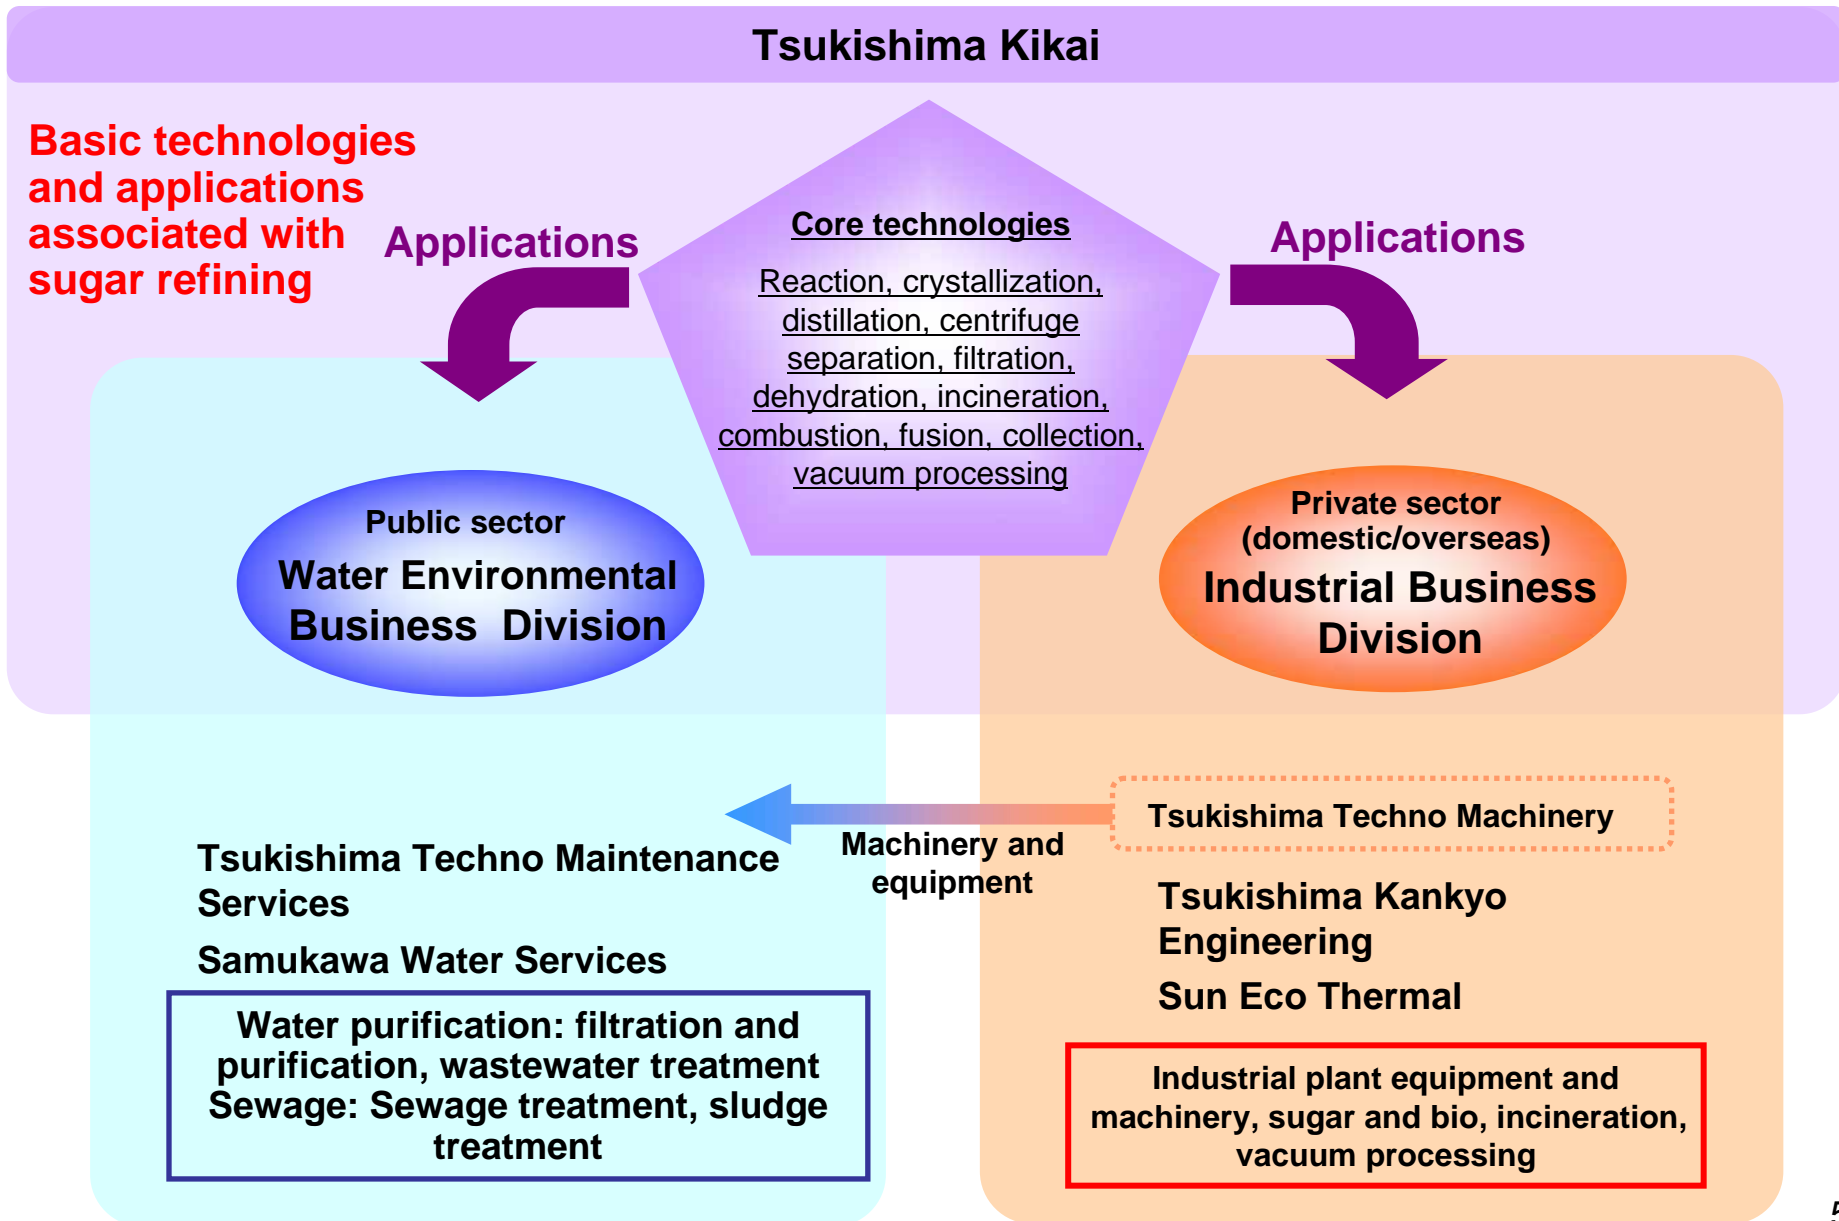 Tsukishima Kikai
Basic technologies
and applications
associated with
sugar refining
Applications
Core technologies
Reaction, crystallization,
distillation, centrifuge
separation, filtration,
dehydration, incineration,
combustion, fusion, collection,
vacuum processing
Applications
Public sector
Water Environmental
Business Division
Private sector
(domestic/overseas)
Industrial Business
Division
Tsukishima Techno Machinery
Machinery and
equipment
Tsukishima Techno Maintenance
Services
Samukawa Water Services
Water purification: filtration and
purification, wastewater treatment
Sewage: Sewage treatment, sludge
treatment
Tsukishima Kankyo
Engineering
Sun Eco Thermal
Industrial plant equipment and
machinery, sugar and bio, incineration,
vacuum processing